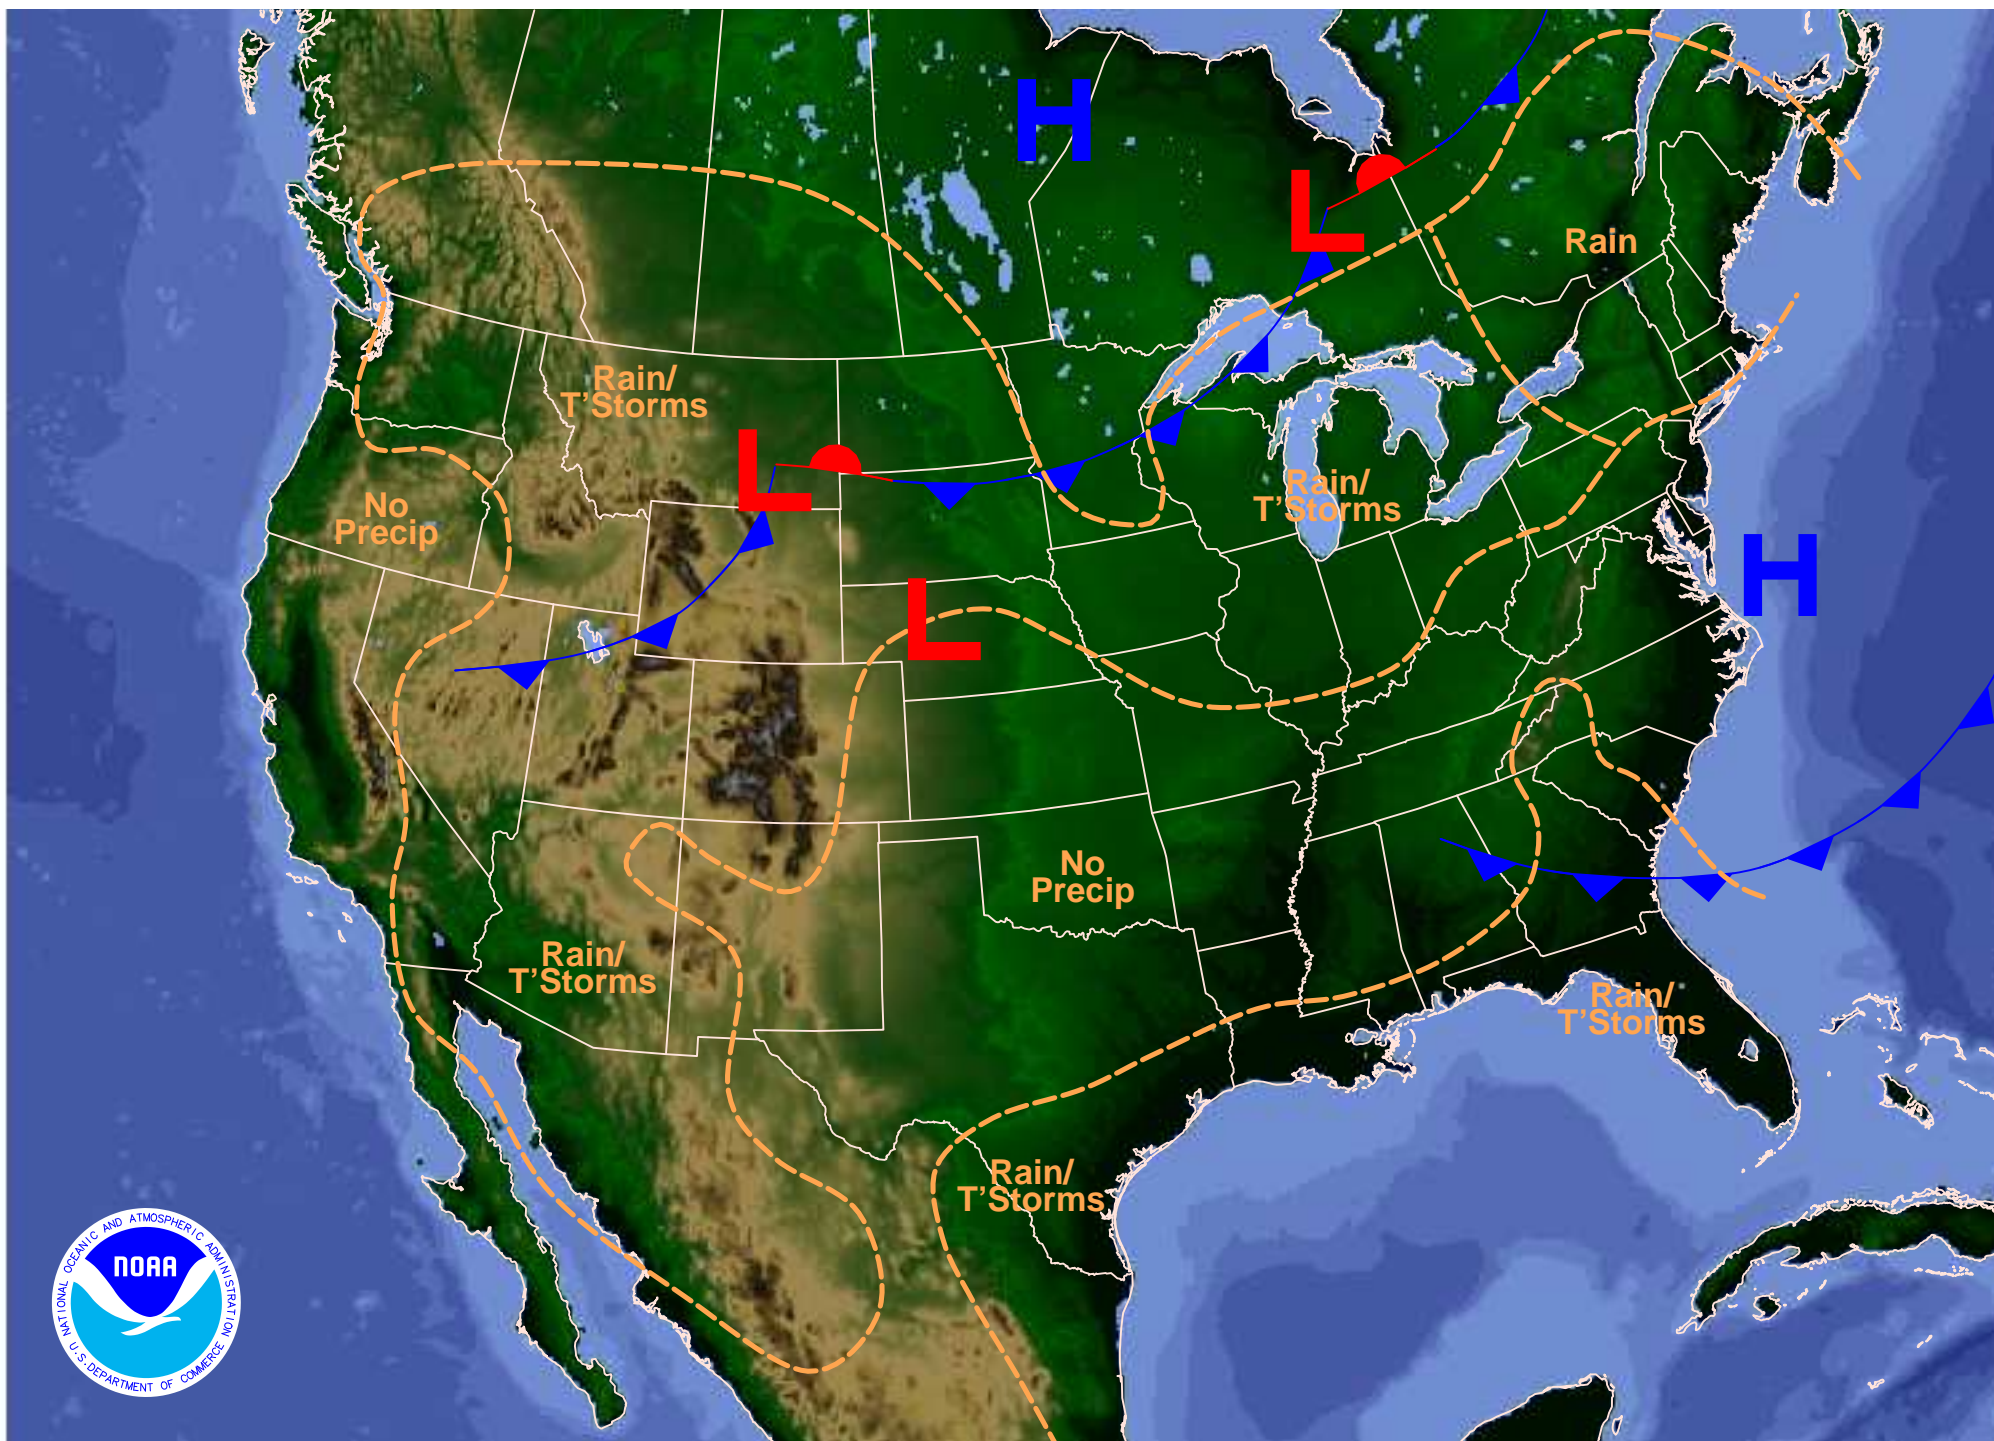 H
L
Rain
Rain/
T'Storms
L
Rain/
T'Storms
No
Precip
H
L
No
Precip
Rain/
T'Storms
Rain/
T'Storms
Rain/
T'Storms
NATIONAL OCEANIC AND ATMOSPHERIC ADMINISTRATION
NOAA
U.S. DEPARTMENT OF COMMERCE